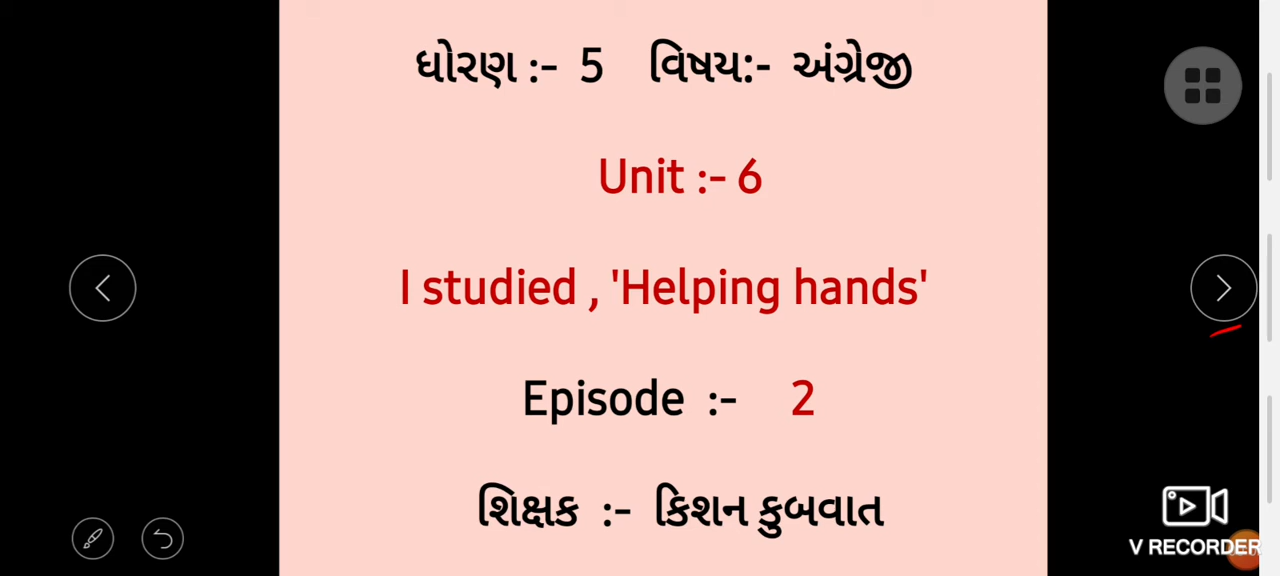 ધોરણ :- 5 વિષય:- અંગ્રેજી
Unit :- 6
I studied , 'Helping hands'
Episode :- 2
શિક્ષક :- કિશન કુબવાત
V RECORDER